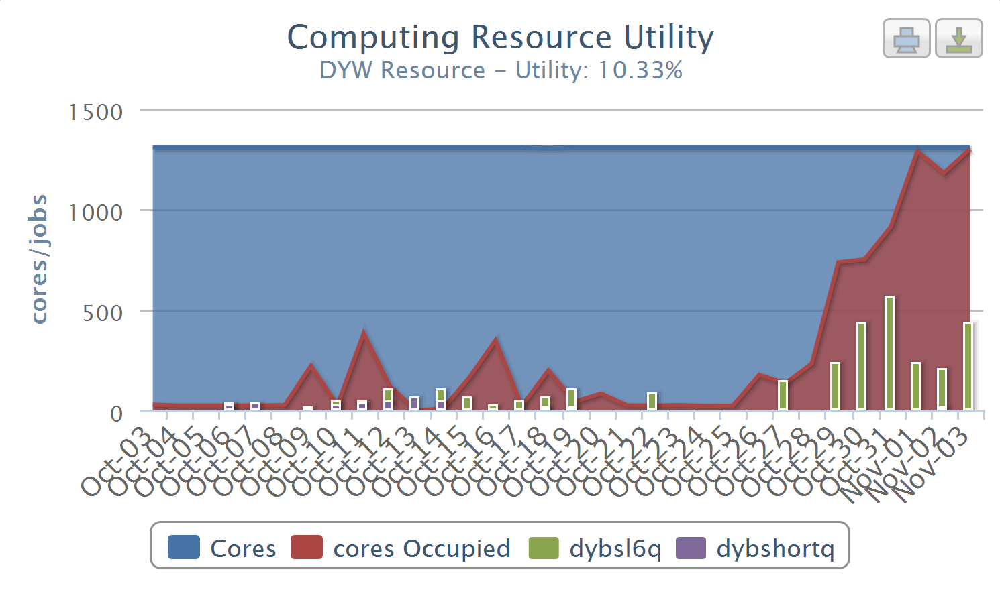 Computing Resource Utility
DYW Resource – Utility: 10.33%
cores/jobs
1500
1000
500
0
Oct-03
Oct-04
Oct-05
Oct-06
Oct-07
Oct-08
Oct-09
Oct-10
Oct-11
Oct-12
Oct-13
Oct-14
Oct-15
Oct-16
Oct-17
Oct-18
Oct-19
Oct-20
Oct-21
Oct-22
Oct-23
Oct-24
Oct-25
Oct-26
Oct-27
Oct-28
Oct-29
Oct-30
Oct-31
Nov-01
Nov-02
Nov-03
Cores
cores Occupied
dybsl6q
dybshortq